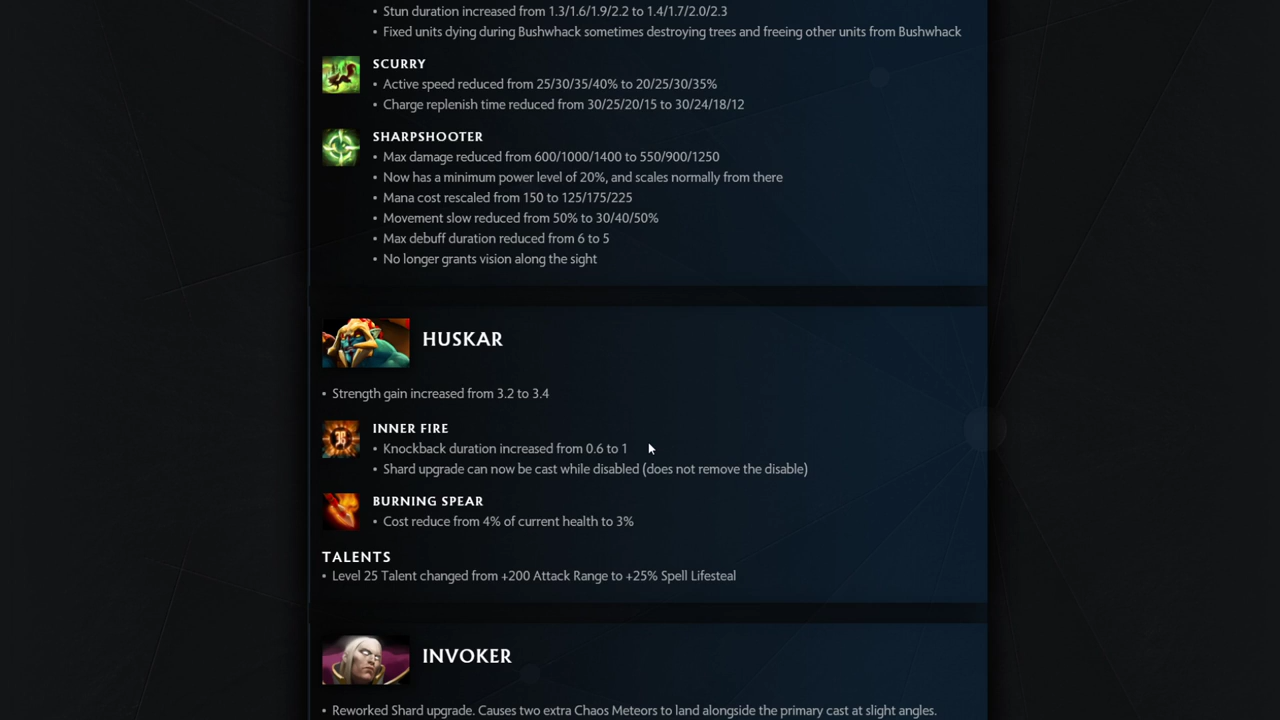 • Stun duration increased from 1.3/1.6/1.9/2.2 to 1.4/1.7/2.0/2.3
• Fixed units dying during Bushwhack sometimes destroying trees and freeing other units from Bushwhack
SCURRY
• Active speed reduced from 25/30/35/40% to 20/25/30/35%
• Charge replenish time reduced from 30/25/20/15 to 30/24/18/12
SHARPSHOOTER
• Max damage reduced from 600/1000/1400 to 550/900/1250
• Now has a minimum power level of 20%, and scales normally from there
• Mana cost rescaled from 150 to 125/175/225
• Movement slow reduced from 50% to 30/40/50%
• Max debuff duration reduced from 6 to 5
• No longer grants vision along the sight
HUSKAR
• Strength gain increased from 3.2 to 3.4
INNER FIRE
• Knockback duration increased from 0.6 to 1
• Shard upgrade can now be cast while disabled (does not remove the disable)
BURNING SPEAR
• Cost reduce from 4% of current health to 3%
TALENTS
• Level 25 Talent changed from +200 Attack Range to +25% Spell Lifesteal
INVOKER
• Reworked Shard upgrade. Causes two extra Chaos Meteors to land alongside the primary cast at slight angles.